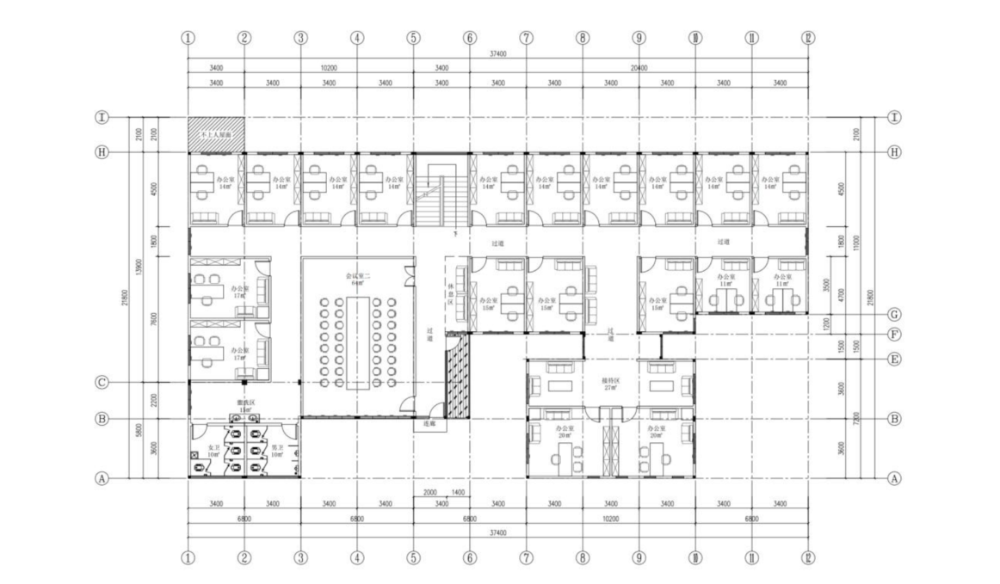 ① ② ③ ④ ⑤ ⑥ ⑦ ⑧ ⑨ ⑩ ⑪ ⑫
37400
3400 10200 3400 20400
3400 3400 3400 3400 3400 3400 3400 3400 3400 3400 3400
I I
2100 2100 不上人屋面 2100
H H
办公室 办公室 办公室 办公室 办公室 办公室 办公室 办公室 办公室 办公室
14㎡ 14㎡ 14㎡ 14㎡ 14㎡ 14㎡ 14㎡ 14㎡ 14㎡ 14㎡
4500 4500
下
1800 过道 过道 1800 11000
13900
21800 21800
会议室二 办公室 办公室
64㎡ 11㎡ 11㎡
办公室 休息区 办公室 办公室 办公室
17㎡ 15㎡ 15㎡ 15㎡
3500 4700
7600
G G
1200
F F
过道 过道
1500 1500
办公室
17㎡
E E
C C
接待区
27㎡
3600
2200
盥洗区
15㎡
7200
B B
连廊
5800
办公室 办公室
20㎡ 20㎡
女卫 男卫
10㎡ 10㎡
3600 3600
A A
2000 1400
3400 3400 3400 3400 3400 3400 3400 3400 3400 3400 3400
6800 6800 6800 10200 6800
37400
① ② ③ ④ ⑤ ⑥ ⑦ ⑧ ⑨ ⑩ ⑪ ⑫